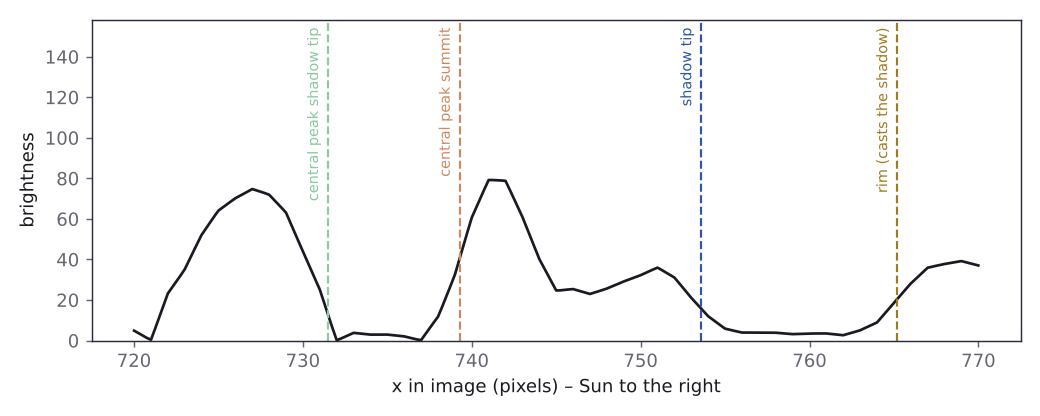 central peak shadow tip
central peak summit
shadow tip
rim (casts the shadow)
brightness
140
120
100
80
60
40
20
0
720
730
740
750
760
770
x in image (pixels) – Sun to the right